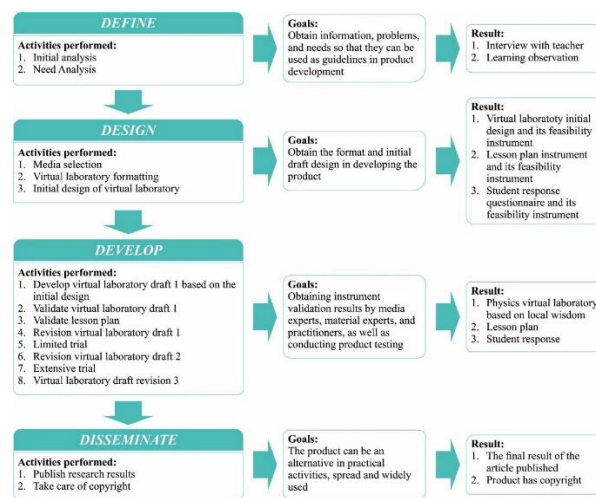 DEFINE
Activities performed:
1. Initial analysis
2. Need Analysis
Goals:
Obtain information, problems,
and needs so that they can be
used as guidelines in product
development
Result:
1. Interview with teacher
2. Learning observation
DESIGN
Activities performed:
1. Media selection
2. Virtual laboratory formatting
3. Initial design of virtual laboratory
Goals:
Obtain the format and initial
draft design in developing the
product
Result:
1. Virtual laboratoty initial
design and its feasibility
instrument
2. Lesson plan instrument
and its feasibility
instrument
3. Student response
questionnaire and its
feasibility instrument
DEVELOP
Activities performed:
1. Develop virtual laboratory draft 1 based on the
initial design
2. Validate virtual laboratory draft 1
3. Validate lesson plan
4. Revision virtual laboratory draft 1
5. Limited trial
6. Revision virtual laboratory draft 2
7. Extensive trial
8. Virtual laboratory draft revision 3
Goals:
Obtaining instrument
validation results by media
experts, material experts, and
practitioners, as well as
conducting product testing
Result:
1. Physics virtual laboratory
based on local wisdom
2. Lesson plan
3. Student response
DISSEMINATE
Activities performed:
1. Publish research results
2. Take care of copyright
Goals:
The product can be an
alternative in practical
activities, spread and widely
used
Result:
1. The final result of the
article published
2. Product has copyright